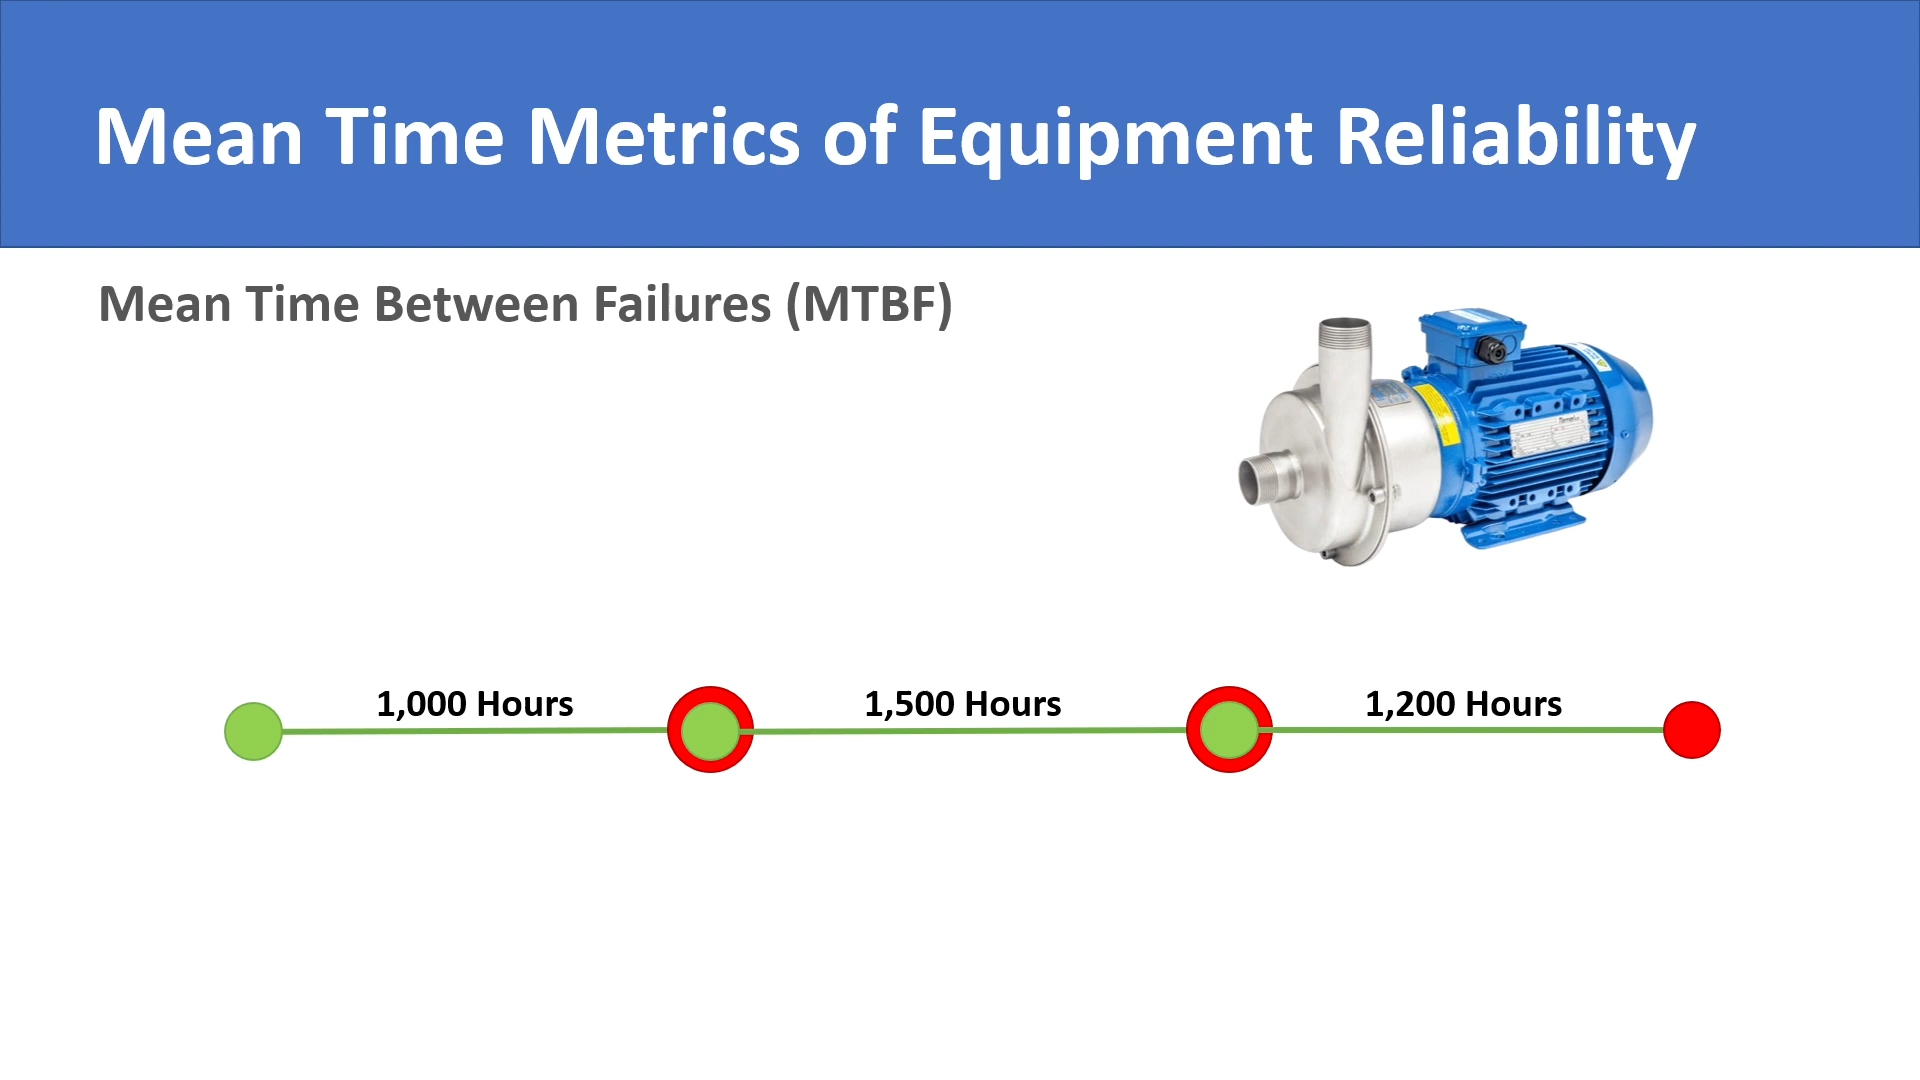 Mean Time Metrics of Equipment Reliability
Mean Time Between Failures (MTBF)
1,000 Hours
1,500 Hours
1,200 Hours